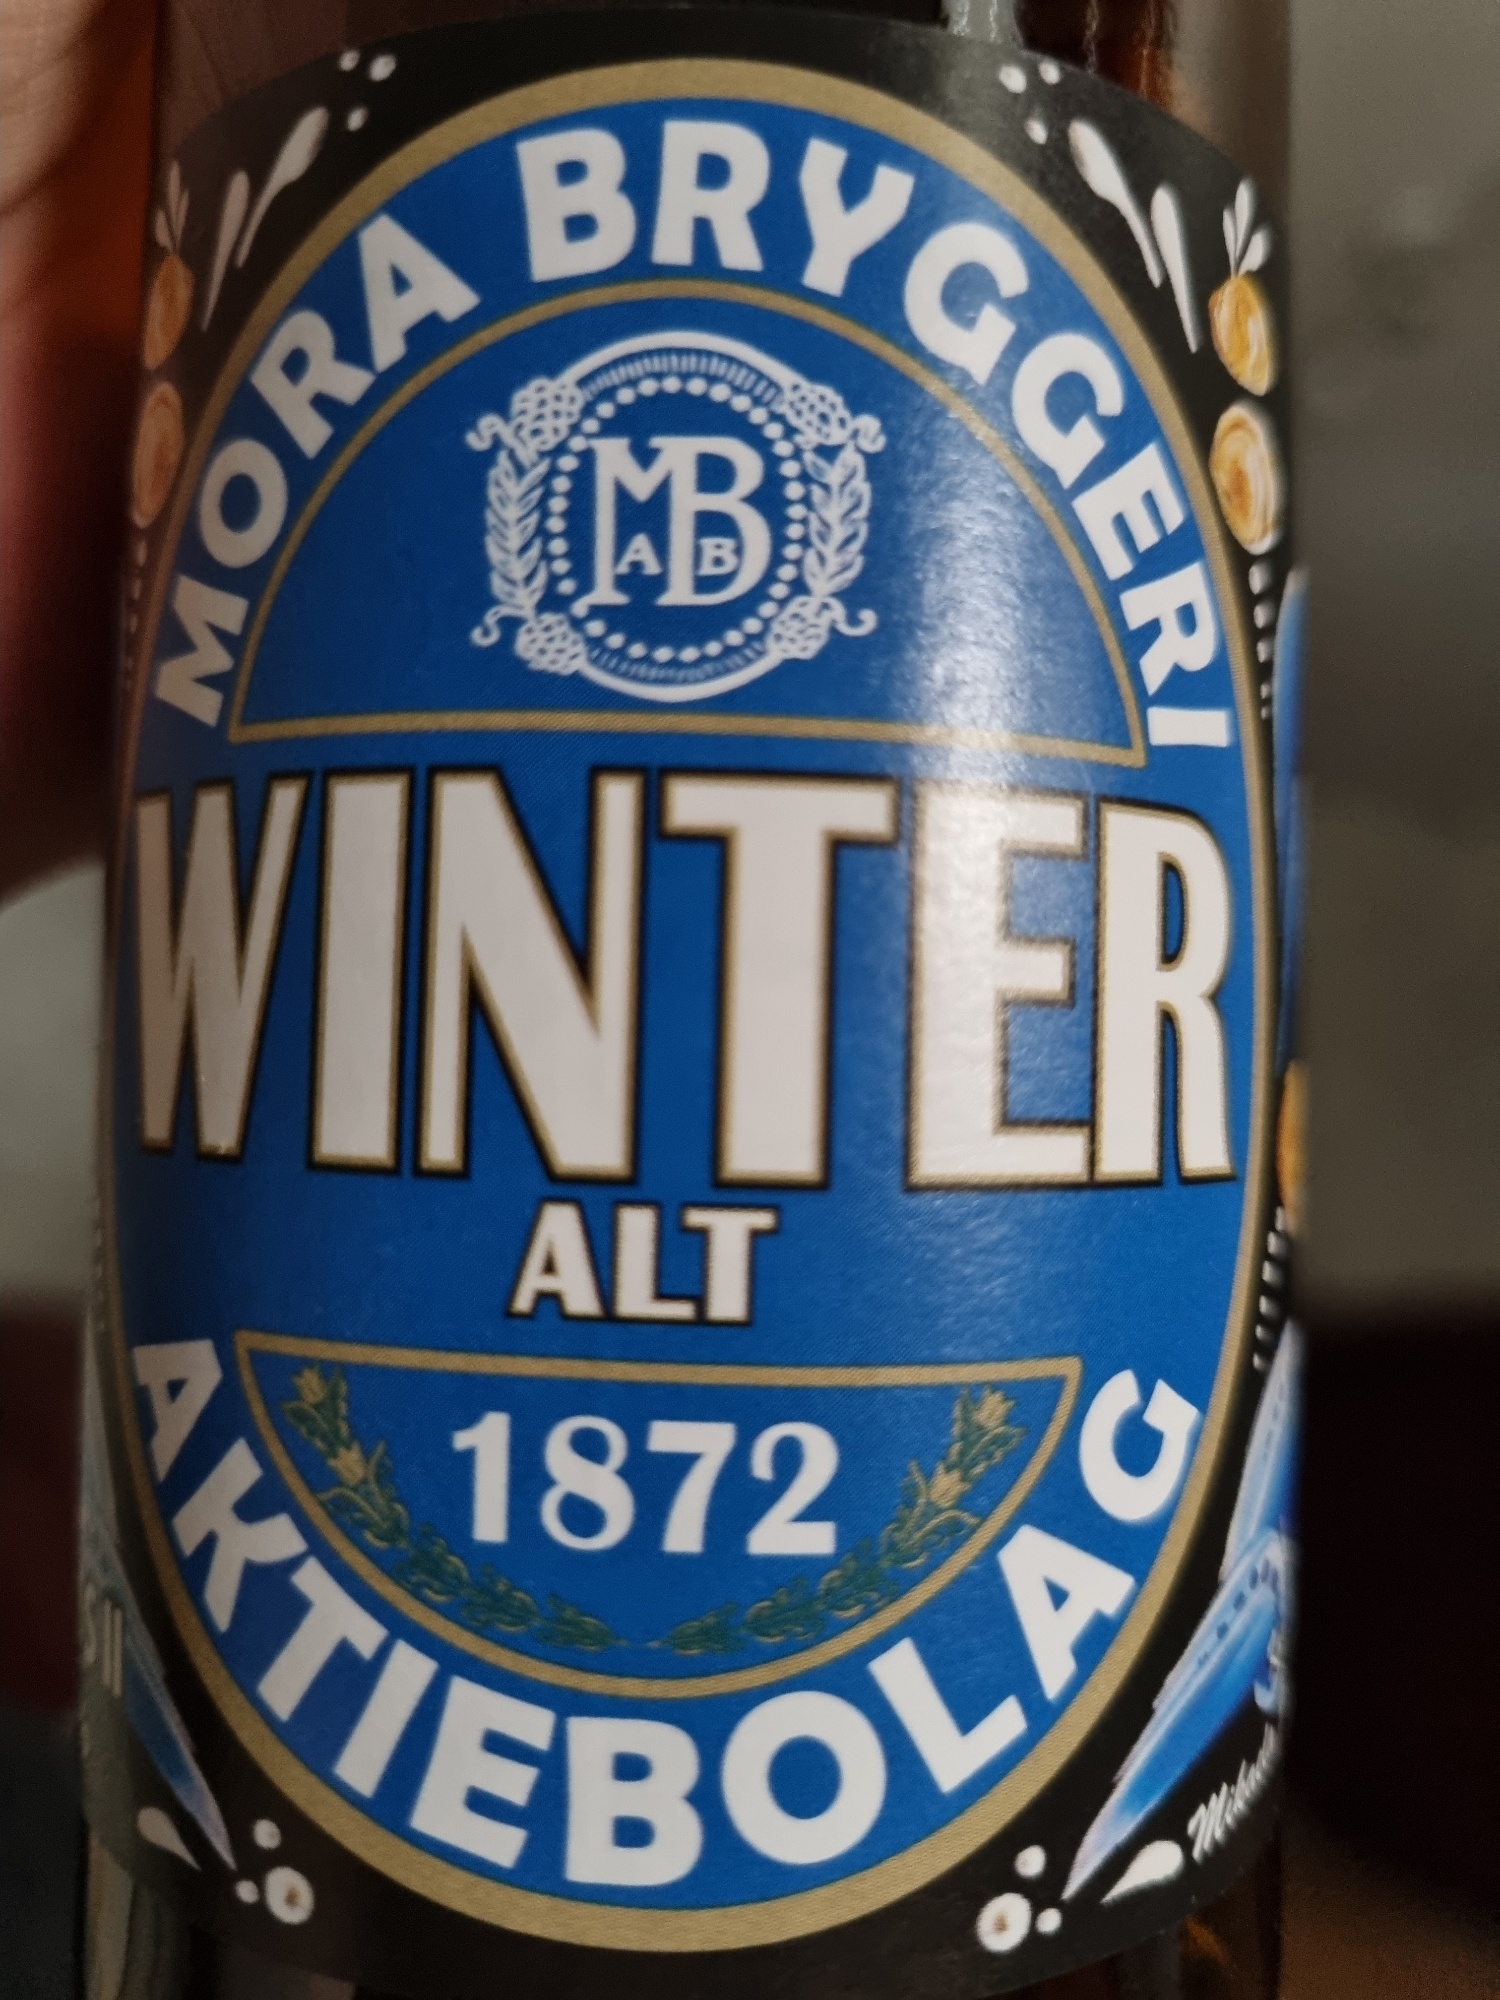 MORA BRYGGERI
MB
AB
WINTER
ALT
1872
AKTIEBOLAG